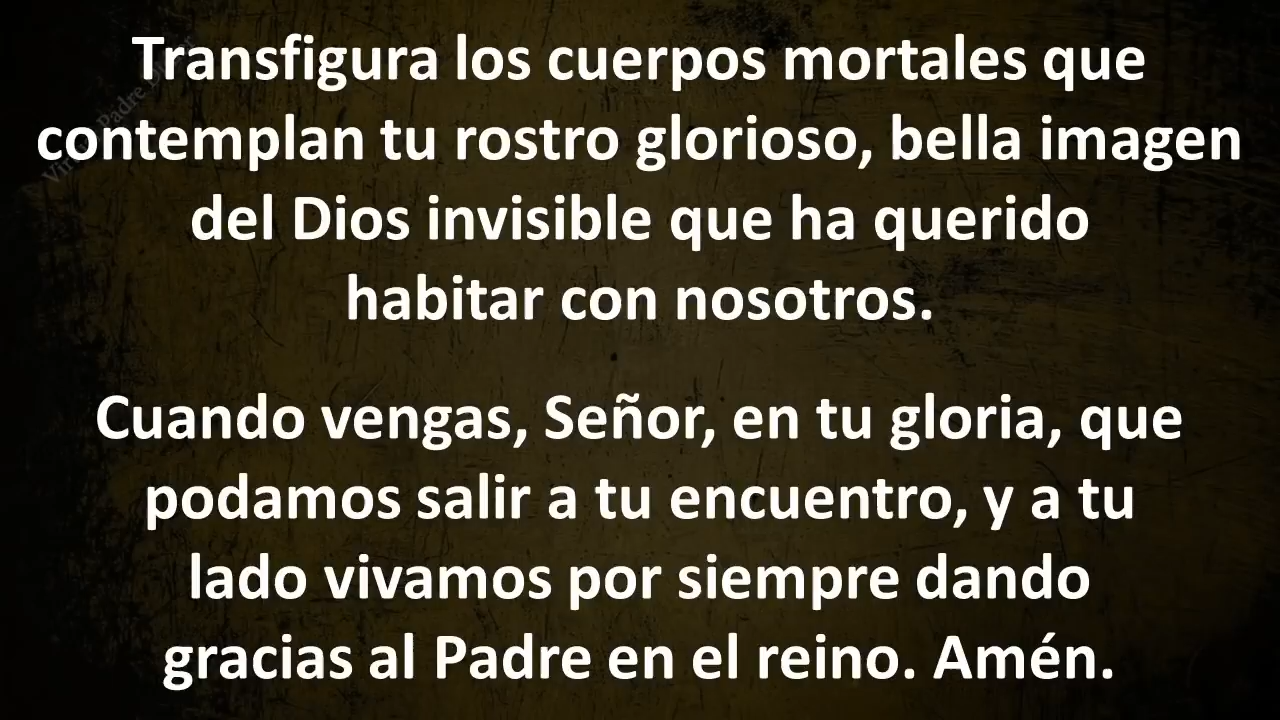 Transfigura los cuerpos mortales que
contemplan tu rostro glorioso, bella imagen
del Dios invisible que ha querido
habitar con nosotros.
Cuando vengas, Señor, en tu gloria, que
podamos salir a tu encuentro, y a tu
lado vivamos por siempre dando
gracias al Padre en el reino. Amén.
Padre